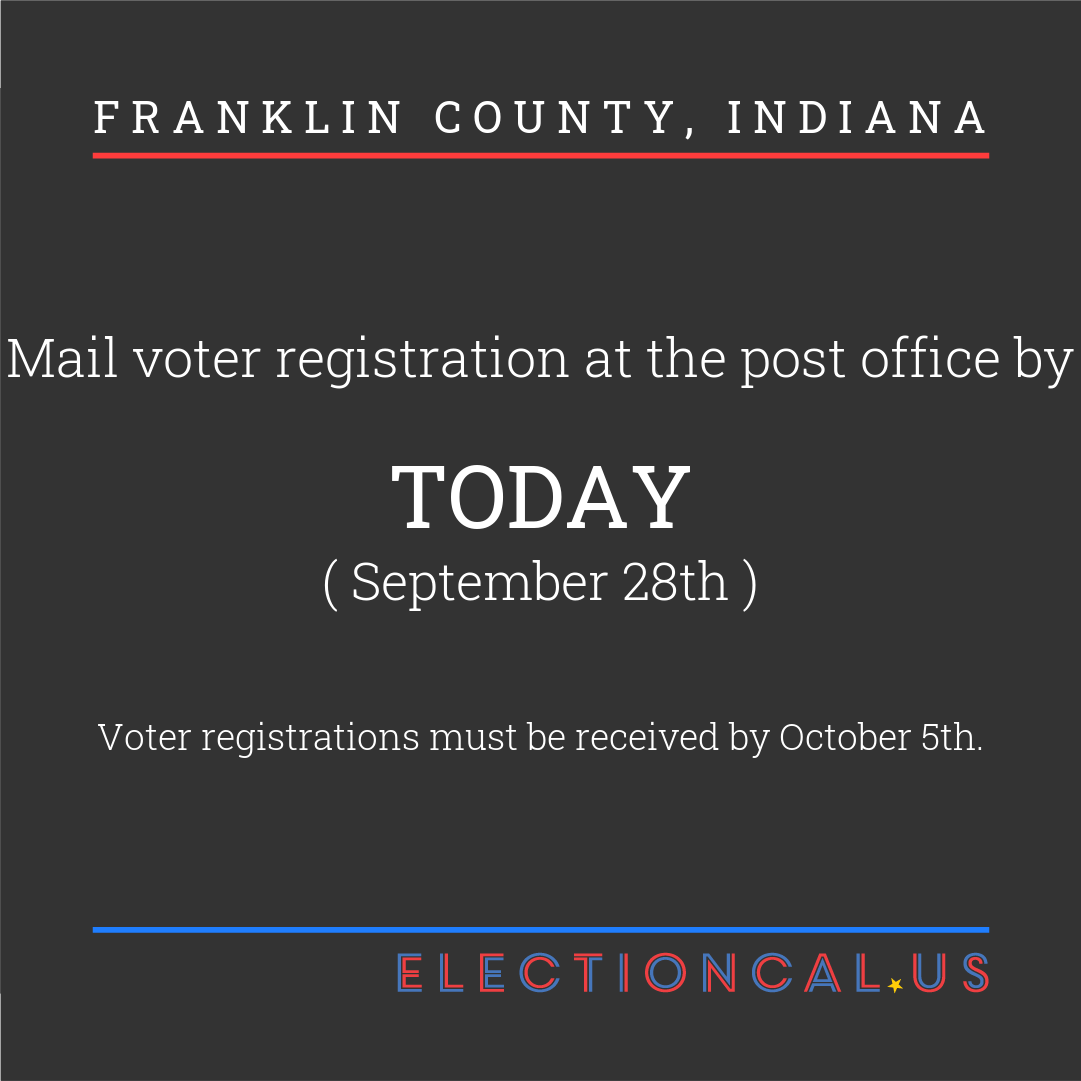 FRANKLIN COUNTY, INDIANA
Mail voter registration at the post office by
TODAY
( September 28th )
Voter registrations must be received by October 5th.
ELECTIONCAL.US